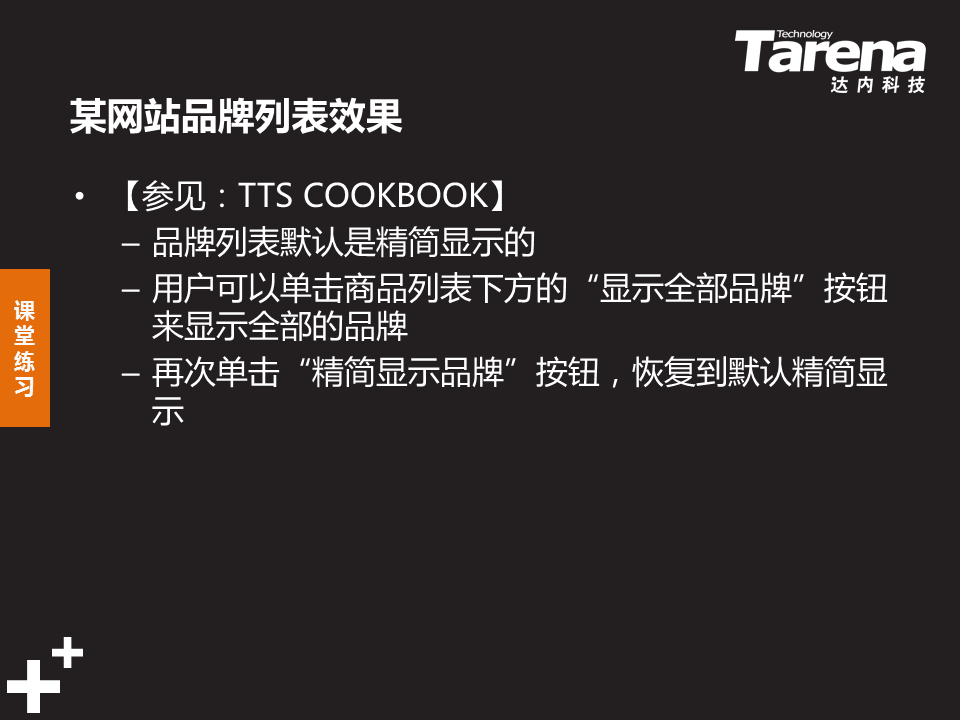 Technology
Tarena
达内科技
某网站品牌列表效果
• 【参见：TTS COOKBOOK】
– 品牌列表默认是精简显示的
– 用户可以单击商品列表下方的“显示全部品牌”按钮
来显示全部的品牌
– 再次单击“精简显示品牌”按钮，恢复到默认精简显
示
课
堂
练
习